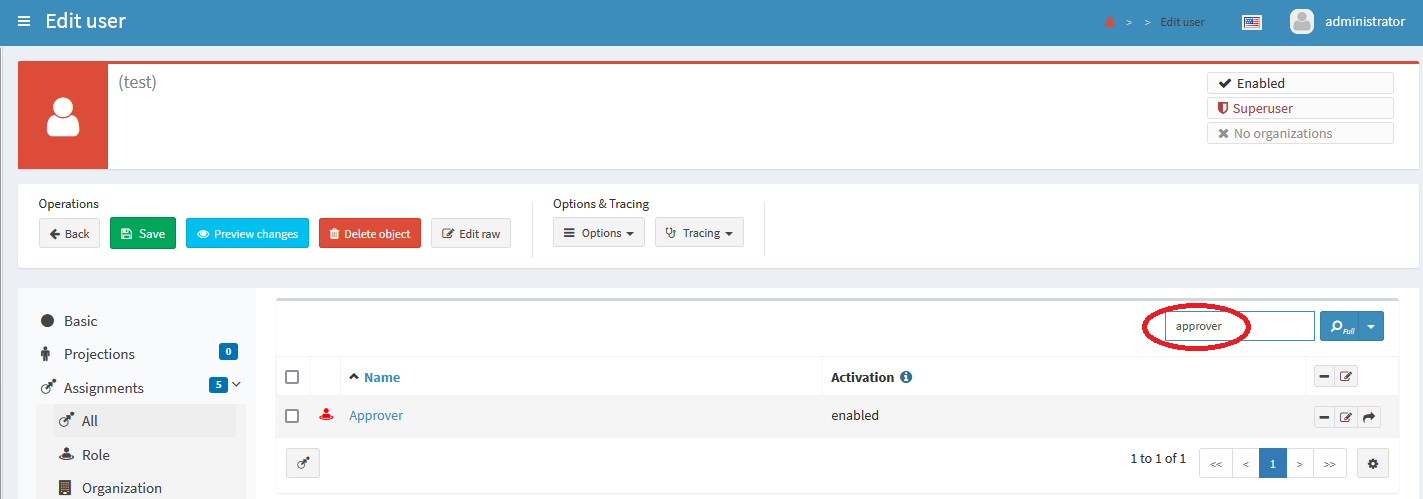 Edit user
> > Edit user
administrator
(test)
Enabled
Superuser
No organizations
Operations
Back
Save
Preview changes
Delete object
Edit raw
Options & Tracing
Options
Tracing
Basic
Projections 0
Assignments 5
All
Role
Organization
approver
Full
Name
Activation
Approver
enabled
1 to 1 of 1
<< < 1 > >>